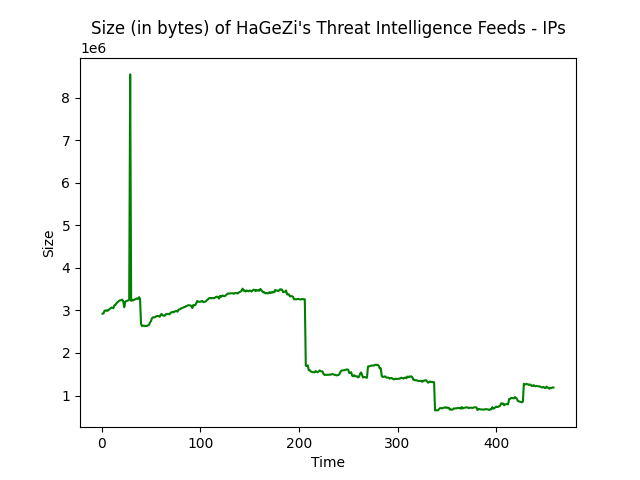 Size (in bytes) of HaGeZi's Threat Intelligence Feeds - IPs
1e6
8
7
6
5
4
3
2
1
Size
0 100 200 300 400
Time